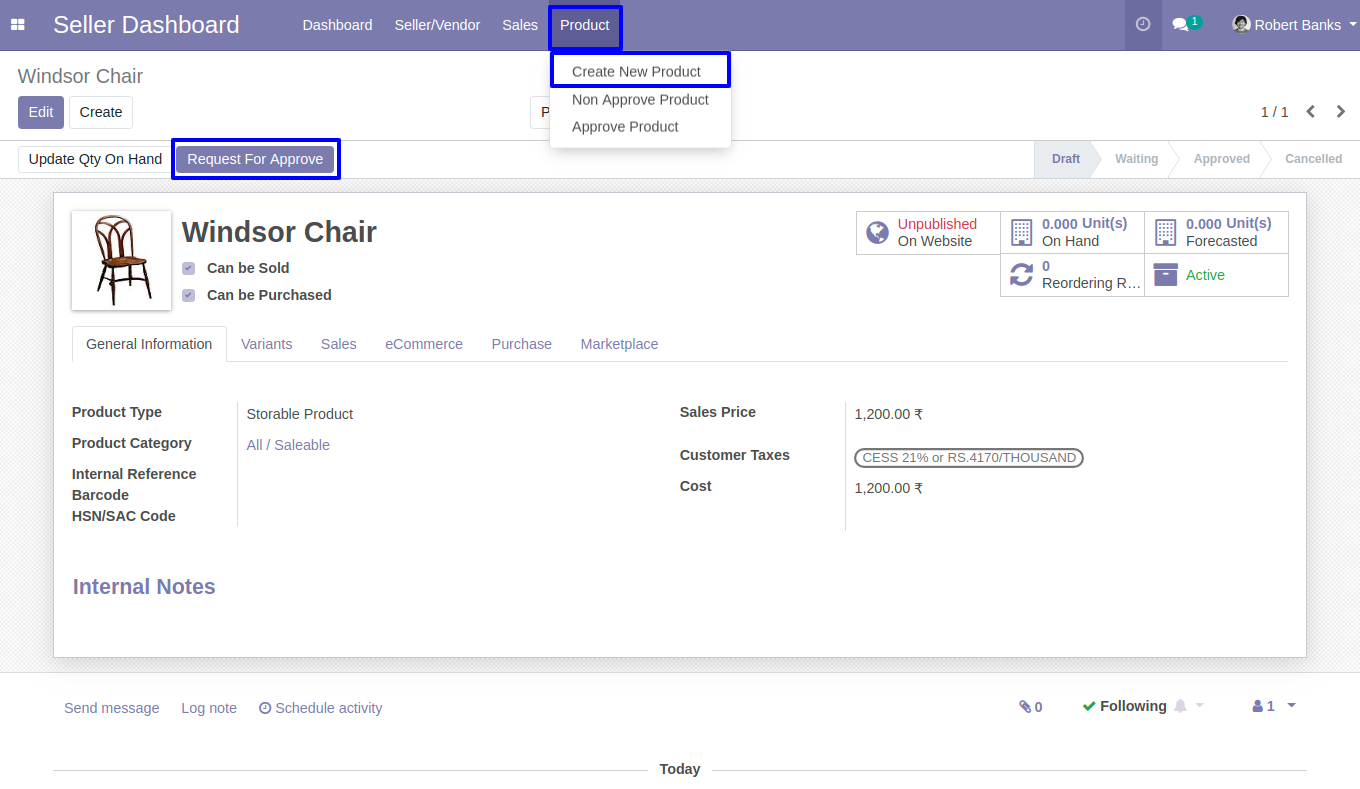 Seller Dashboard Dashboard Seller/Vendor Sales Product 1 Robert Banks
Windsor Chair
Create New Product
Non Approve Product
Approve Product
Edit Create P 1 / 1
Update Qty On Hand Request For Approve Draft Waiting Approved Cancelled
Windsor Chair
Can be Sold
Can be Purchased
Unpublished
On Website
0.000 Unit(s)
On Hand
0.000 Unit(s)
Forecasted
0
Reordering R...
Active
General Information Variants Sales eCommerce Purchase Marketplace
Product Type Storable Product
Product Category All / Saleable
Internal Reference
Barcode
HSN/SAC Code
Sales Price 1,200.00 ₹
Customer Taxes CESS 21% or RS.4170/THOUSAND
Cost 1,200.00 ₹
Internal Notes
Send message Log note Schedule activity 0 Following 1
Today